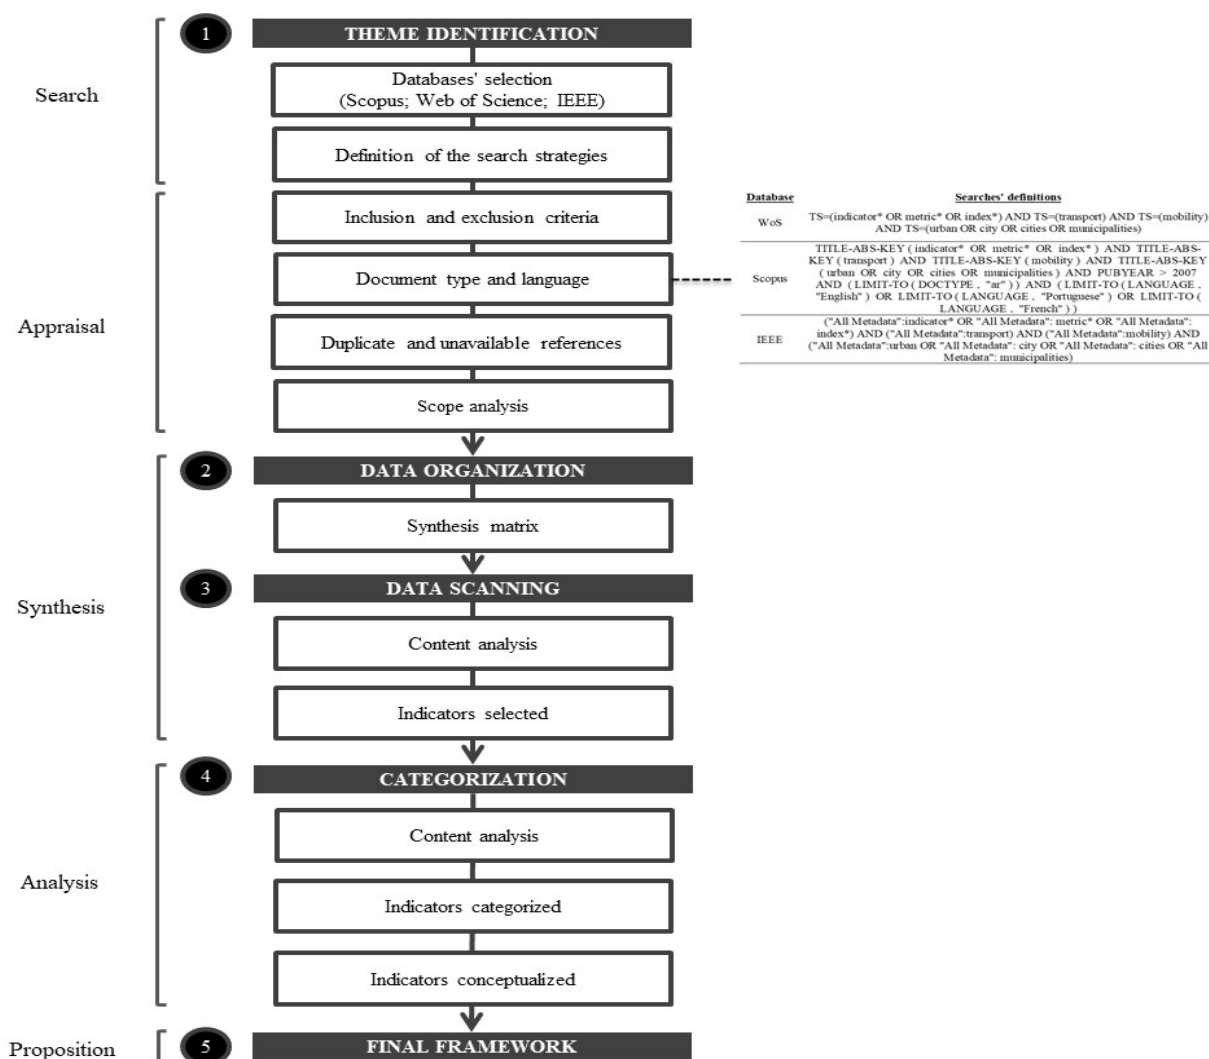 1
THEME IDENTIFICATION
Search
Databases' selection
(Scopus; Web of Science; IEEE)
Definition of the search strategies
Appraisal
Inclusion and exclusion criteria
Document type and language
Duplicate and unavailable references
Scope analysis
Database Searches' definitions
WoS
TS=(indicator* OR metric* OR index*) AND TS=(transport) AND TS=(mobility)
AND TS=(urban OR city OR cities OR municipalities)
Scopus
TITLE-ABS-KEY ( indicator* OR metric* OR index* ) AND TITLE-ABS-
KEY ( transport ) AND TITLE-ABS-KEY ( mobility ) AND TITLE-ABS-KEY
( urban OR city OR cities OR municipalities ) AND PUBYEAR > 2007
AND ( LIMIT-TO ( DOCTYPE , "ar" ) ) AND ( LIMIT-TO ( LANGUAGE ,
"English" ) OR LIMIT-TO ( LANGUAGE , "Portuguese" ) OR LIMIT-TO (
LANGUAGE , "French" ) )
IEEE
("All Metadata":indicator* OR "All Metadata": metric* OR "All Metadata":
index*) AND ("All Metadata":transport) AND ("All Metadata":mobility) AND
("All Metadata":urban OR "All Metadata": city OR "All Metadata": cities OR "All
Metadata": municipalities)
2
DATA ORGANIZATION
Synthesis matrix
Synthesis
3
DATA SCANNING
Content analysis
Indicators selected
4
CATEGORIZATION
Content analysis
Analysis
Indicators categorized
Indicators conceptualized
Proposition
5
FINAL FRAMEWORK